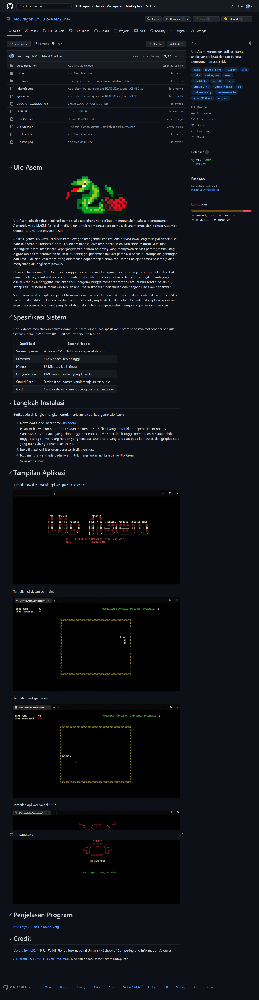 Search or jump to... /
Pull requests Issues Codespaces Marketplace Explore
IRedDragonICY / Ulo-Asem Public
Unpin Unwatch 1 Fork Starred 3
Code Issues Pull requests Discussions Actions Projects Wiki Security Insights Settings
master 1 branch 1 tag Go to file Add file
IRedDragonICY Update README.md 8aa677c 6 minutes ago 64 commits
Documentation Add files via upload 25 minutes ago
Irvine Add files via upload last week
Ulo Asem + Fix Sampai jumpa dengan menambahkan 3 detik. last week
.gitattributes Add .gitattributes, .gitignore, README.md, and LICENSE.txt. last month
.gitignore Add .gitattributes, .gitignore, README.md, and LICENSE.txt. last month
CODE_OF_CONDUCT.md Create CODE_OF_CONDUCT.md last week
LICENSE Create LICENSE 2 weeks ago
README.md Update README.md 6 minutes ago
Ulo Asem.sln + tulisan "Sampai Jumpa" saat keluar dari permainan 2 weeks ago
Ulo Icon.ico Add files via upload last week
Ulo Icon.png Add files via upload last week
About
Ulo Asem merupakan aplikasi game
snake yang dibuat dengan bahasa
pemrograman assembly
game programming assembly asm
snake snake-game masm
visualstudio irvine32 irvine
assembly-x86 assembly-game ulo
snake-assembly macro-assembler
irvine-32-library ulo-game
Readme
MIT license
Code of conduct
3 stars
1 watching
0 forks
Releases 1
v1.0 Latest
last week
Packages
No packages published
Publish your first package
Languages
Assembly 85.7% C++ 9.7%
HTML 3.4% Other 1.2%
Ulo Asem
Ulo Asem adalah sebuah aplikasi game snake sederhana yang dibuat menggunakan bahasa pemrograman
Assembly yaitu MASM. Aplikasi ini ditujukan untuk membantu para pemula dalam mempelajari bahasa Assembly
dengan cara yang menyenangkan.
Aplikasi game Ulo Asem ini diberi nama dengan mengambil inspirasi dari bahasa Jawa yang merupakan salah satu
bahasa daerah di Indonesia. Kata 'ulo' dalam bahasa Jawa merupakan salah satu sinonim untuk kata 'ular',
sedangkan 'asem' merupakan kepanjangan dari bahasa Assembly yang merupakan bahasa pemrograman yang
digunakan dalam pembuatan aplikasi ini. Sehingga, penamaan aplikasi game Ulo Asem ini merupakan gabungan
dari kata 'ular' dan 'Assembly', yang diharapkan dapat menjadi salah satu sarana belajar bahasa Assembly yang
menyenangkan bagi para pemula.
Dalam aplikasi game Ulo Asem ini, pengguna dapat memainkan game tersebut dengan menggunakan tombol
panah pada keyboard untuk mengatur arah gerakan ular. Ular tersebut akan bergerak mengikuti arah yang
ditunjukkan oleh pengguna, dan akan terus bergerak hingga menabrak tembok atau tubuh sendiri. Selain itu,
setiap kali ular berhasil memakan sebuah apel, maka skor akan bertambah dan panjang ular akan bertambah.
Saat game berakhir, aplikasi game Ulo Asem akan menampilkan skor akhir yang telah diraih oleh pengguna. Skor
tersebut akan ditampilkan sesuai dengan jumlah apel yang telah dimakan oleh ular. Selain itu, aplikasi game ini
juga menyediakan fitur reset yang dapat digunakan oleh pengguna untuk mengulang permainan dari awal.
Spesifikasi Sistem
Untuk dapat menjalankan aplikasi game Ulo Asem, diperlukan spesifikasi sistem yang minimal sebagai berikut:
Sistem Operasi : Windows XP 32 bit atau yangne lebih tinggi
Spesifikasi Second Header
Sistem Operasi Windows XP 32 bit atau yangne lebih tinggi
Prosessor 512 Mhz atai lebih tinggi
Memori 32 MB atau lebih tinggi
Penyimpanan 1 MB ruang hardisk yang tersedia
Sound Card Terdapat soundcard untuk menjalankan audio
GPU Kartu grafis yang mendukung penampilan warna
Langkah Instalasi
Berikut adalah langkah-langkah untuk menjalankan aplikasi game Ulo Asem:
1. Download file aplikasi game Ulo Asem
2. Pastikan bahwa komputer Anda sudah memenuhi spesifikasi yang dibutuhkan, seperti sistem operasi
Windows XP 32 bit atau yang lebih tinggi, prosesor 512 Mhz atau lebih tinggi, memory 64 MB atau lebih
tinggi, storage 1 MB ruang hardisk yang tersedia, sound card yang terdapat pada komputer, dan graphic card
yang mendukung penampilan warna.
3. Buka file aplikasi Ulo Asem yang telah didownload.
4. Ikuti instruksi yang ada pada layar untuk menjalankan aplikasi game Ulo Asem.
5. Selamat bermain!
Tampilan Aplikasi
Tampilan awal memasuki aplikasi game Ulo Asem
V1.0 | Dibuat oleh Mohammad Farid Hendianto
2022 | 2200018401 |
Tampilan di dalam permainan
C:\Users\Ndik\Downloads\Pr
Skor kamu : +1 Kecepatan (1-Cepat, 2-Sedang, 3-Lambat): 1
Skor Tertinggi : +0
Xxxx
x
x
Tampilan saat gameover
C:\Users\Ndik\Downloads\Pr
Skor kamu : +2 Kecepatan (1-Cepat, 2-Sedang, 3-Lambat): 1
Skor Tertinggi : +20
Xxxxxxx
Tampilan aplikasi saat ditutup
C:\Users\Ndik\Downloads\Pr
README.md
KAMU MATI
+0 point(s)
Coba Lagi? 1=Ya, 0=Tidak
Penjelasan Program
https://youtu.be/HXT8ZYYIVNg
Credit
Library Irvine32, KIP R. IRVINE Florida International University School of Computing and Information Sciences.
Ali Tarmuji, S.T., M.Cs. Teknik Informatika, selaku dosen Dasar Sistem Komputer .
© 2023 GitHub, Inc. Terms Privacy Security Status Docs Contact GitHub Pricing API Training Blog About